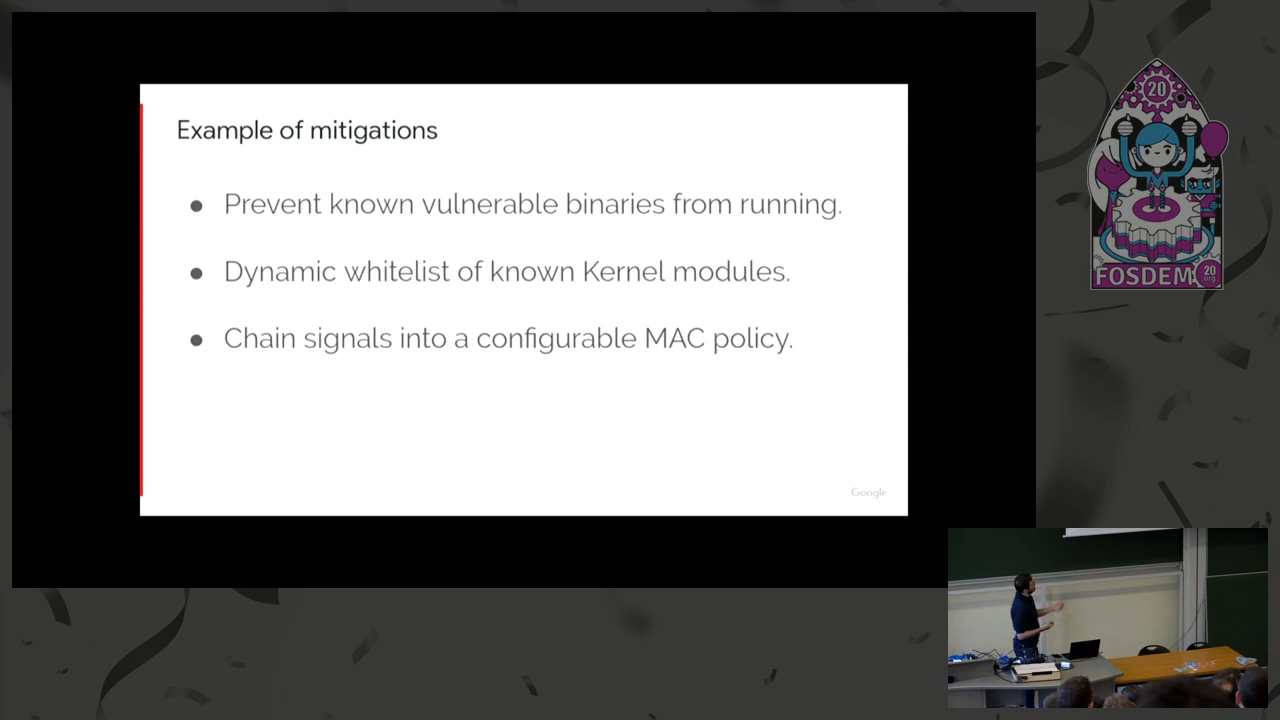 Example of mitigations
● Prevent known vulnerable binaries from running.
● Dynamic whitelist of known Kernel modules.
● Chain signals into a configurable MAC policy.
Google
20
FOSDEM
20
.org